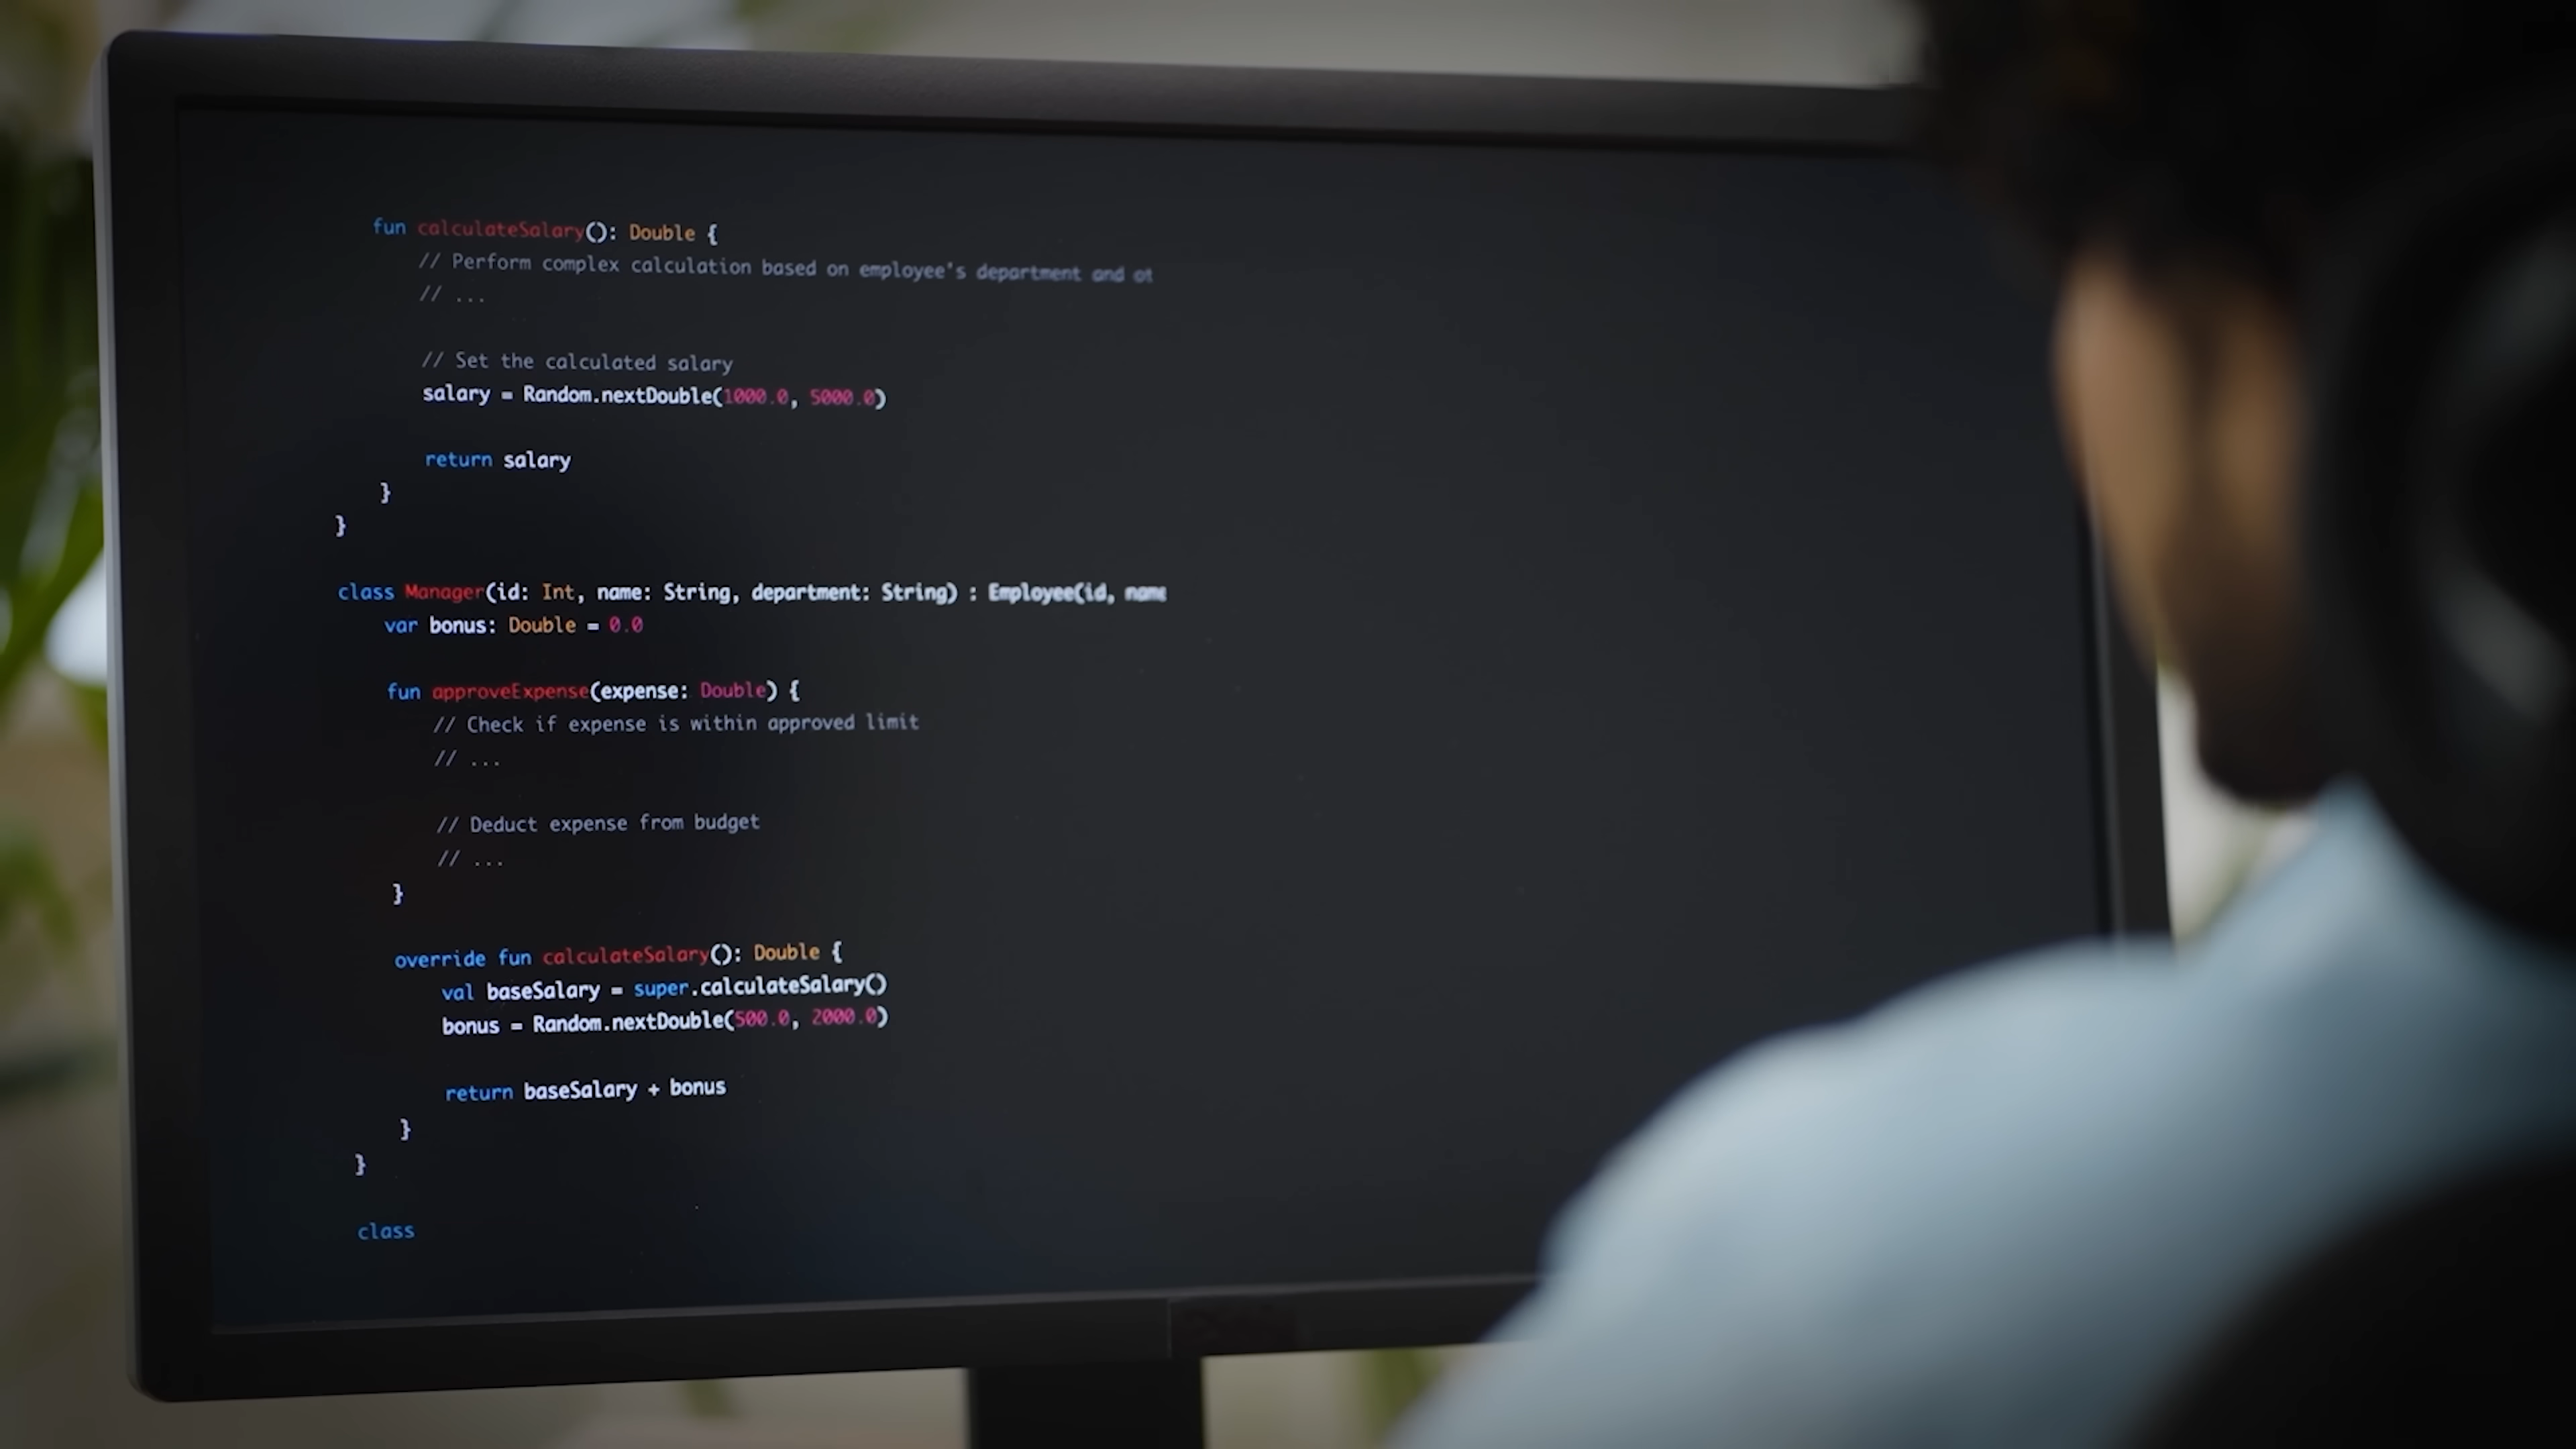 fun calculateSalary(): Double {
// Perform complex calculation based on employee's department and ot
// ...
// Set the calculated salary
salary = Random.nextDouble(1000.0, 5000.0)
return salary
}
}
class Manager(id: Int, name: String, department: String) : Employee(id, name
var bonus: Double = 0.0
fun approveExpense(expense: Double) {
// Check if expense is within approved limit
// ...
// Deduct expense from budget
// ...
}
override fun calculateSalary(): Double {
val baseSalary = super.calculateSalary()
bonus = Random.nextDouble(500.0, 2000.0)
return baseSalary + bonus
}
}
class